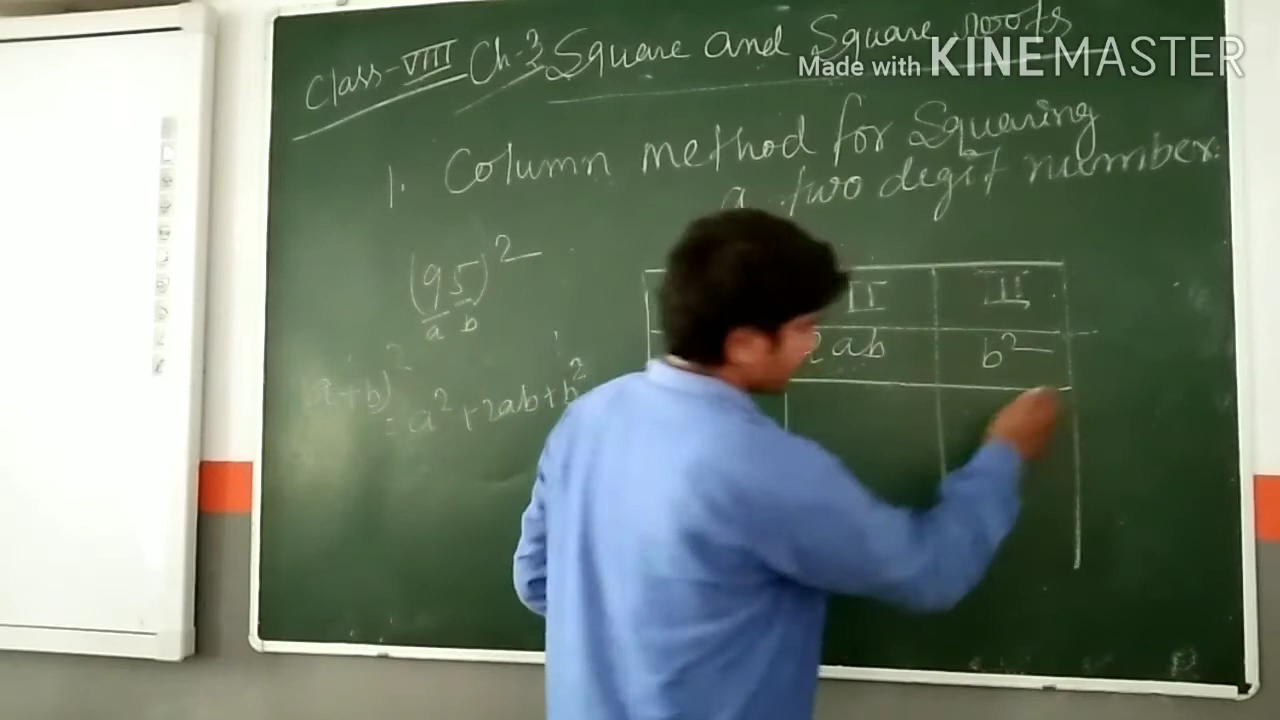 Class-VIII Ch-3 Square and Square roots
Made with KINEMASTER
1. Column method for Squaring
a two digit number.
(95)²
a b
(a+b)²
= a² + 2ab + b²
II III
2ab b²